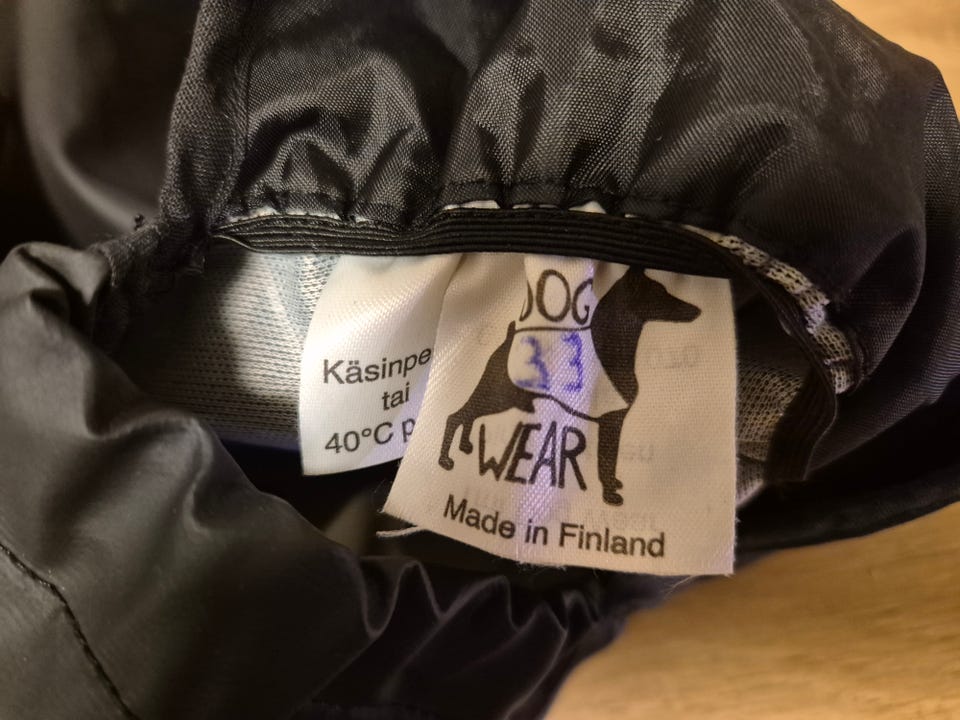 Käsinpe
tai
40°C p
DOG
33
WEAR
Made in Finland